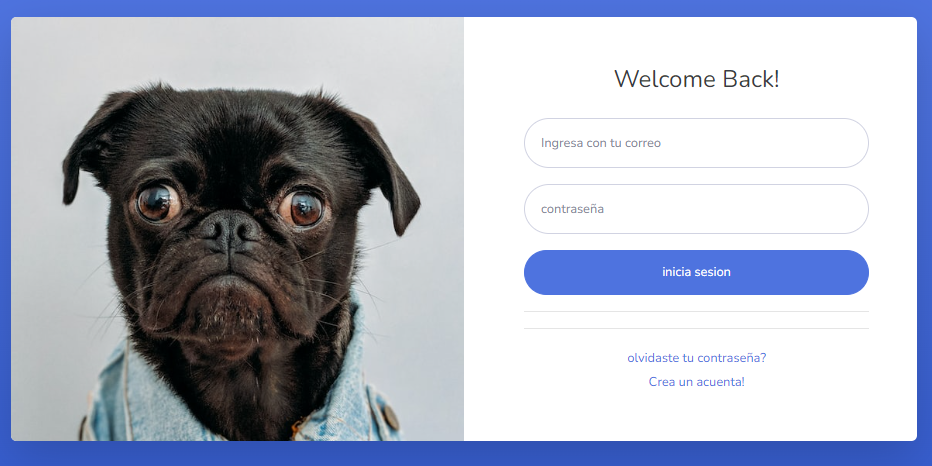 Welcome Back!
Ingresa con tu correo
contraseña
inicia sesion
olvidaste tu contraseña?
Crea un acuenta!